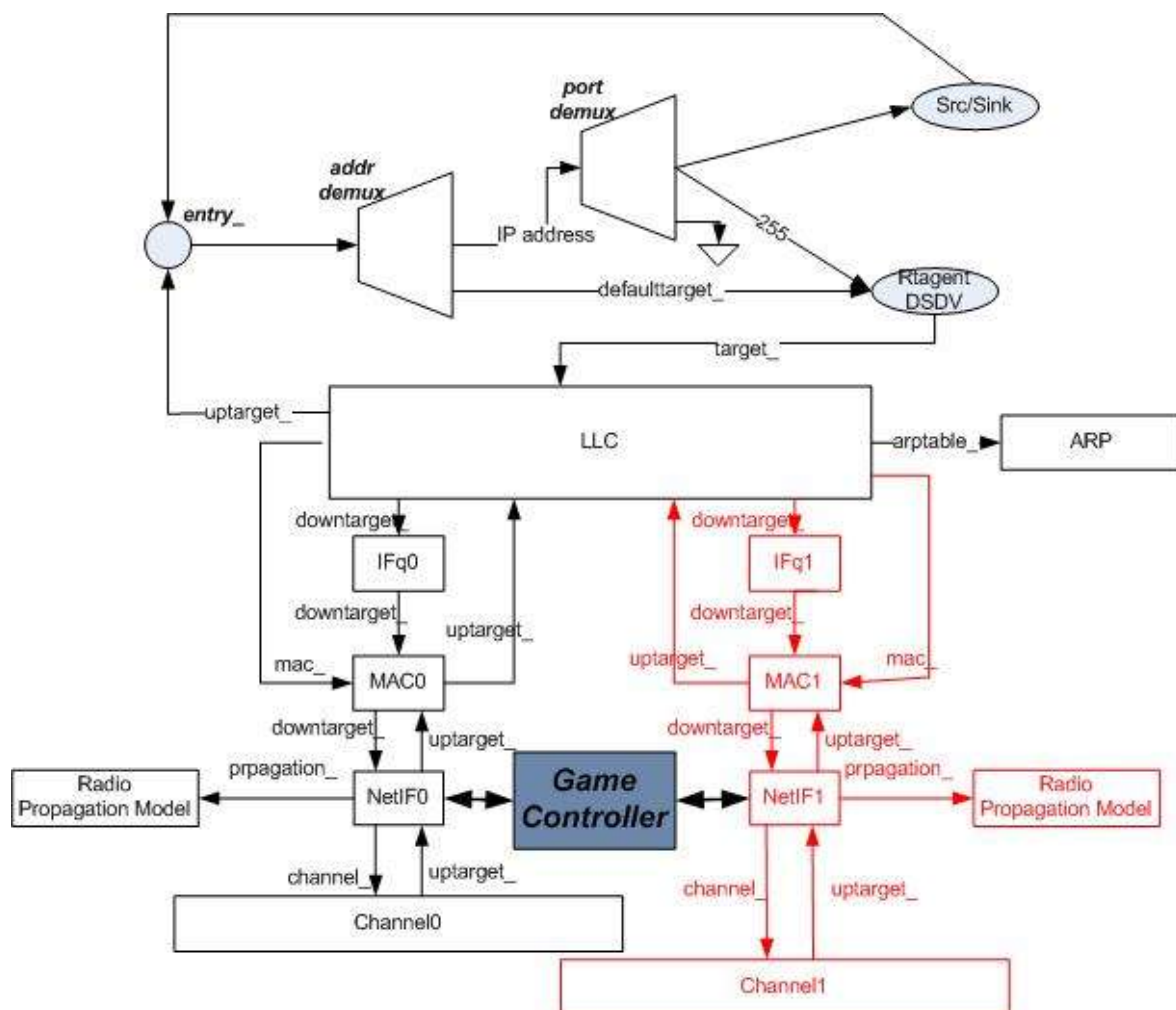 port
demux
Src/Sink
addr
demux
entry_
IP address
255
defaulttarget_
Rtagent
DSDV
target_
uptarget_
LLC
arptable_
ARP
downtarget_
downtarget_
IFq0
IFq1
downtarget_
downtarget_
uptarget_
uptarget_
mac_
mac_
MAC0
MAC1
downtarget_
uptarget_
downtarget_
uptarget_
prpagation_
prpagation_
Radio
Propagation Model
NetIF0
Game
Controller
NetIF1
Radio
Propagation Model
channel_
uptarget_
channel_
uptarget_
Channel0
Channel1